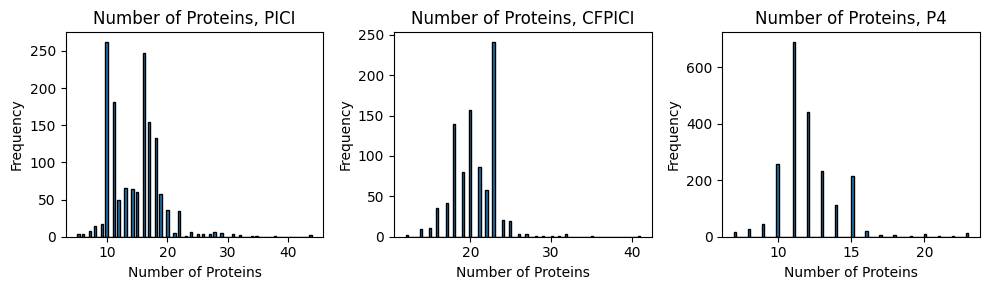 Number of Proteins, PICI
Frequency
250
200
150
100
50
0
10 20 30 40
Number of Proteins
Number of Proteins, CFPICI
Frequency
250
200
150
100
50
0
20 30 40
Number of Proteins
Number of Proteins, P4
Frequency
600
400
200
0
10 15 20
Number of Proteins